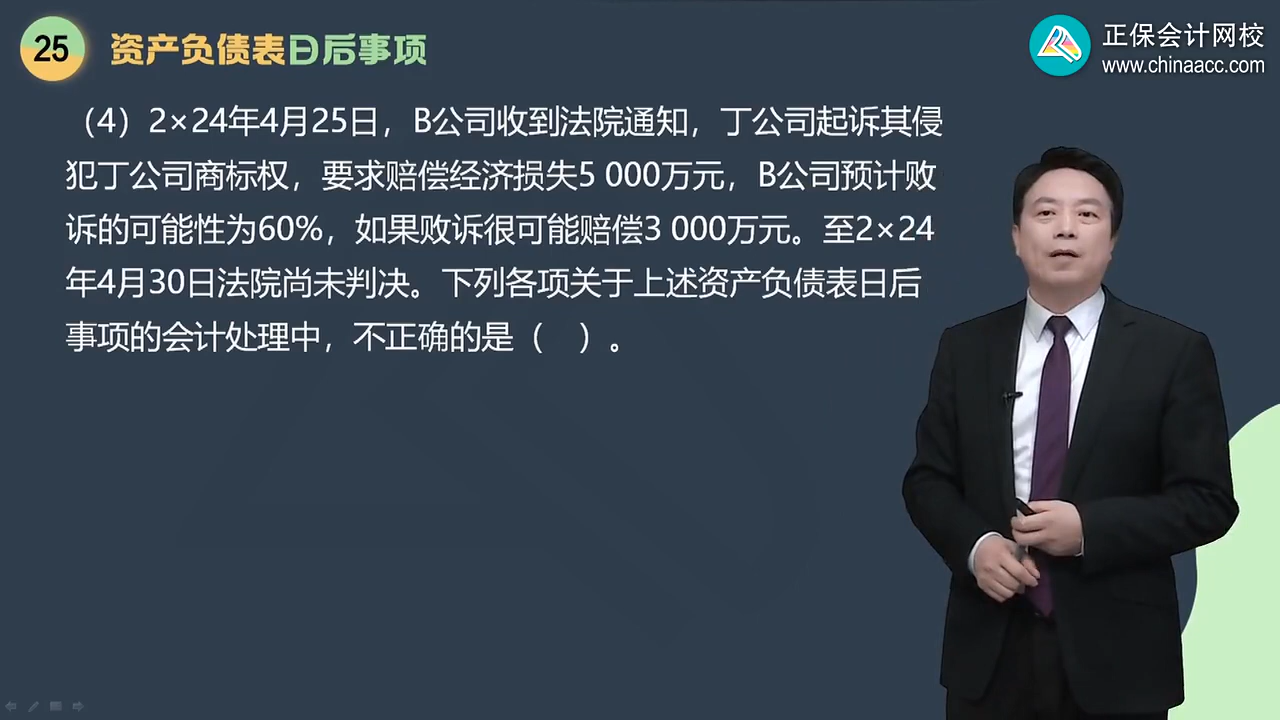 25 资产负债表日后事项
正保会计网校
www.chinaacc.com
（4）2×24年4月25日，B公司收到法院通知，丁公司起诉其侵
犯丁公司商标权，要求赔偿经济损失5 000万元，B公司预计败
诉的可能性为60%，如果败诉很可能赔偿3 000万元。至2×24
年4月30日法院尚未判决。下列各项关于上述资产负债表日后
事项的会计处理中，不正确的是（　）。